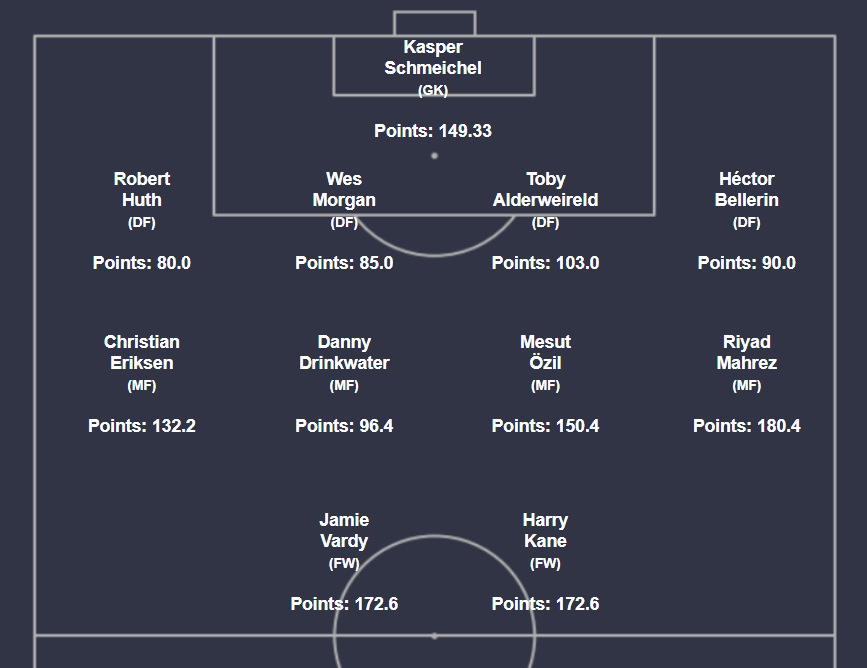 Kasper
Schmeichel
(GK)
Points: 149.33
Robert
Huth
(DF)
Points: 80.0
Wes
Morgan
(DF)
Points: 85.0
Toby
Alderweireld
(DF)
Points: 103.0
Héctor
Bellerin
(DF)
Points: 90.0
Christian
Eriksen
(MF)
Points: 132.2
Danny
Drinkwater
(MF)
Points: 96.4
Mesut
Özil
(MF)
Points: 150.4
Riyad
Mahrez
(MF)
Points: 180.4
Jamie
Vardy
(FW)
Points: 172.6
Harry
Kane
(FW)
Points: 172.6